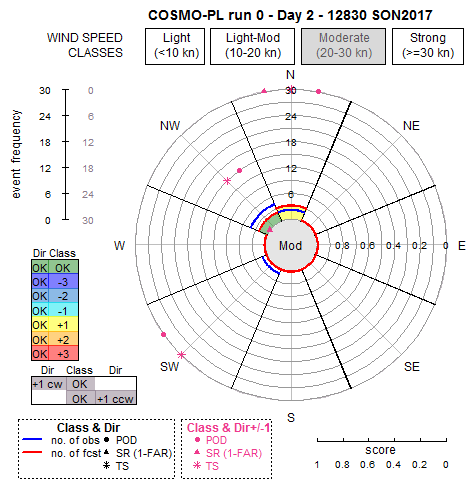 COSMO-PL run 0 - Day 2 - 12830 SON2017
WIND SPEED CLASSES
Light (<10 kn)
Light-Mod (10-20 kn)
Moderate (20-30 kn)
Strong (>=30 kn)
N
NE
E
SE
S
SW
W
NW
30
24
18
12
6
Mod
0.8 0.6 0.4 0.2 0
event frequency
30 0
24 6
18 12
12 18
6 24
0 30
Dir Class
OK OK
OK -3
OK -2
OK -1
OK +1
OK +2
OK +3
Dir Class Dir
+1 cw OK
OK +1 ccw
Class & Dir
no. of obs POD
no. of fcst SR (1-FAR)
TS
Class & Dir+/-1
POD
SR (1-FAR)
TS
score
1 0.8 0.6 0.4 0.2 0